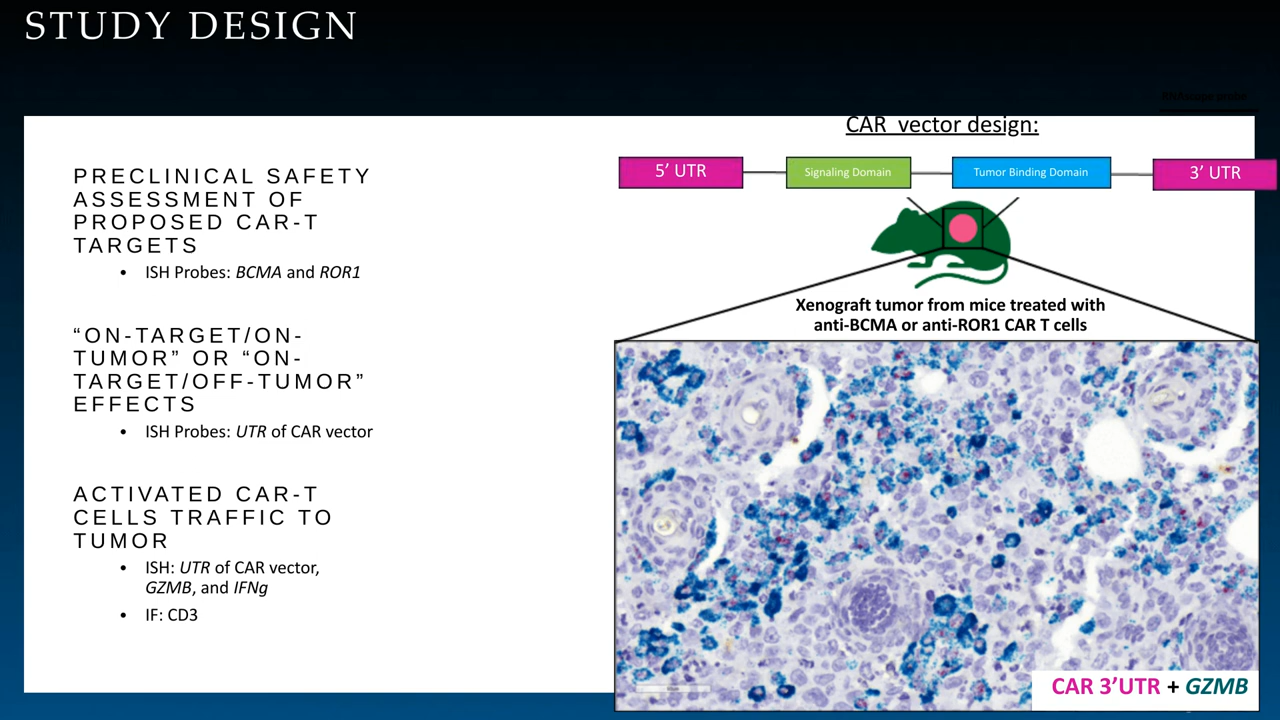 STUDY DESIGN
PRECLINICAL SAFETY
ASSESSMENT OF
PROPOSED CAR-T
TARGETS
• ISH Probes: BCMA and ROR1
“ON-TARGET/ON-
TUMOR” OR “ON-
TARGET/OFF-TUMOR”
EFFECTS
• ISH Probes: UTR of CAR vector
ACTIVATED CAR-T
CELLS TRAFFIC TO
TUMOR
• ISH: UTR of CAR vector,
GZMB, and IFNg
• IF: CD3
RNAscope probe
CAR vector design:
5’ UTR
Signaling Domain
Tumor Binding Domain
3’ UTR
Xenograft tumor from mice treated with
anti-BCMA or anti-ROR1 CAR T cells
CAR 3’UTR + GZMB